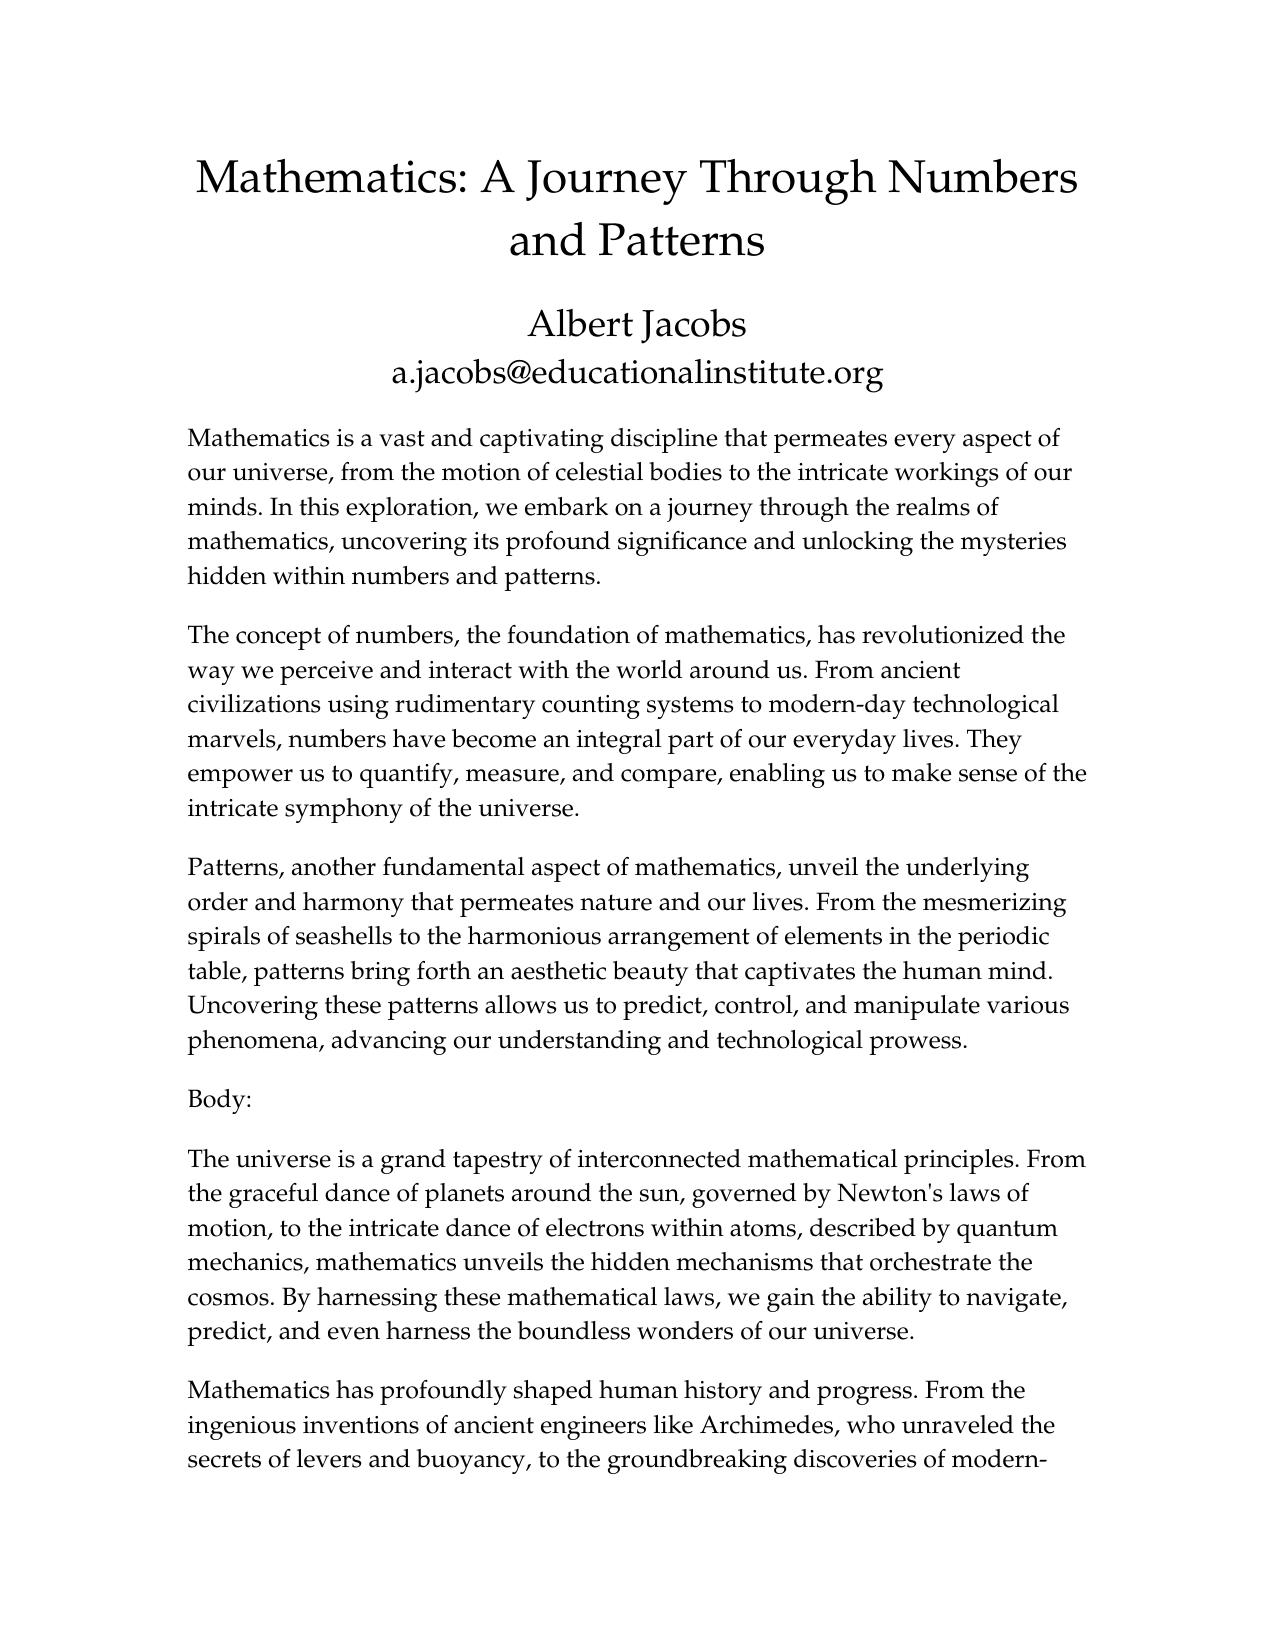 Mathematics: A Journey Through Numbers
and Patterns
Albert Jacobs
a.jacobs@educationalinstitute.org
Mathematics is a vast and captivating discipline that permeates every aspect of
our universe, from the motion of celestial bodies to the intricate workings of our
minds. In this exploration, we embark on a journey through the realms of
mathematics, uncovering its profound significance and unlocking the mysteries
hidden within numbers and patterns.
The concept of numbers, the foundation of mathematics, has revolutionized the
way we perceive and interact with the world around us. From ancient
civilizations using rudimentary counting systems to modern-day technological
marvels, numbers have become an integral part of our everyday lives. They
empower us to quantify, measure, and compare, enabling us to make sense of the
intricate symphony of the universe.
Patterns, another fundamental aspect of mathematics, unveil the underlying
order and harmony that permeates nature and our lives. From the mesmerizing
spirals of seashells to the harmonious arrangement of elements in the periodic
table, patterns bring forth an aesthetic beauty that captivates the human mind.
Uncovering these patterns allows us to predict, control, and manipulate various
phenomena, advancing our understanding and technological prowess.
Body:
The universe is a grand tapestry of interconnected mathematical principles. From
the graceful dance of planets around the sun, governed by Newton's laws of
motion, to the intricate dance of electrons within atoms, described by quantum
mechanics, mathematics unveils the hidden mechanisms that orchestrate the
cosmos. By harnessing these mathematical laws, we gain the ability to navigate,
predict, and even harness the boundless wonders of our universe.
Mathematics has profoundly shaped human history and progress. From the
ingenious inventions of ancient engineers like Archimedes, who unraveled the
secrets of levers and buoyancy, to the groundbreaking discoveries of modern-